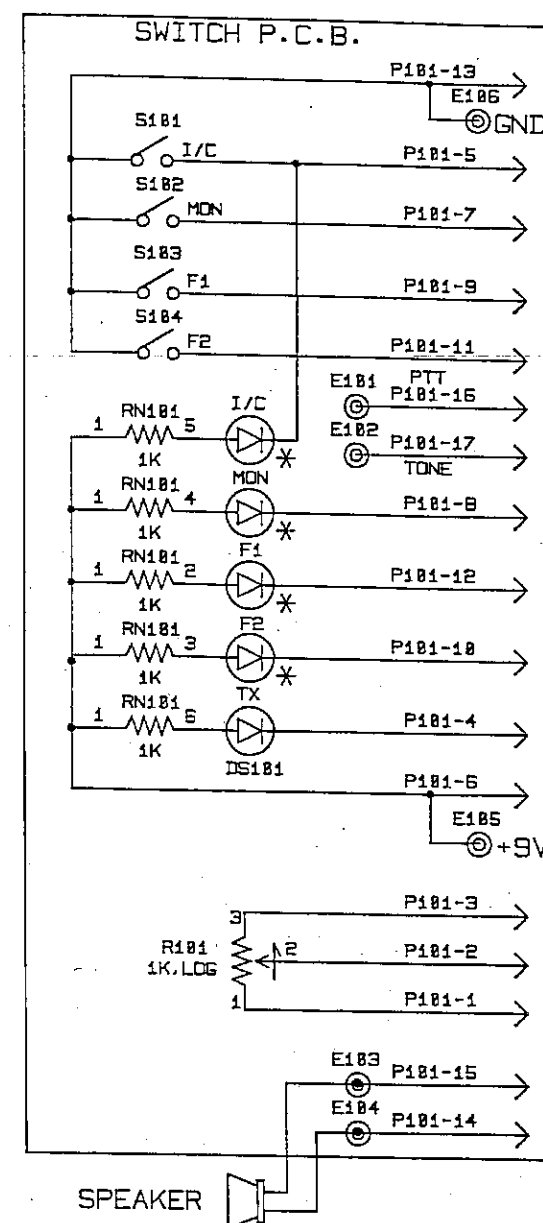 SWITCH P.C.B.
P101-13
E106
GND
S101
I/C
P101-5
S102
MON
P101-7
S103
F1
P101-9
S104
F2
P101-11
E101
PTT
P101-16
E102
P101-17
TONE
1
RN101
5
1K
I/C
*
1
RN101
4
1K
MON
*
P101-8
1
RN101
2
1K
F1
*
P101-12
1
RN101
3
1K
F2
*
P101-10
1
RN101
6
1K
TX
DS101
P101-4
P101-6
E105
+9V
3
P101-3
R101
1K.LOG
2
P101-2
1
P101-1
E103
P101-15
E104
P101-14
SPEAKER